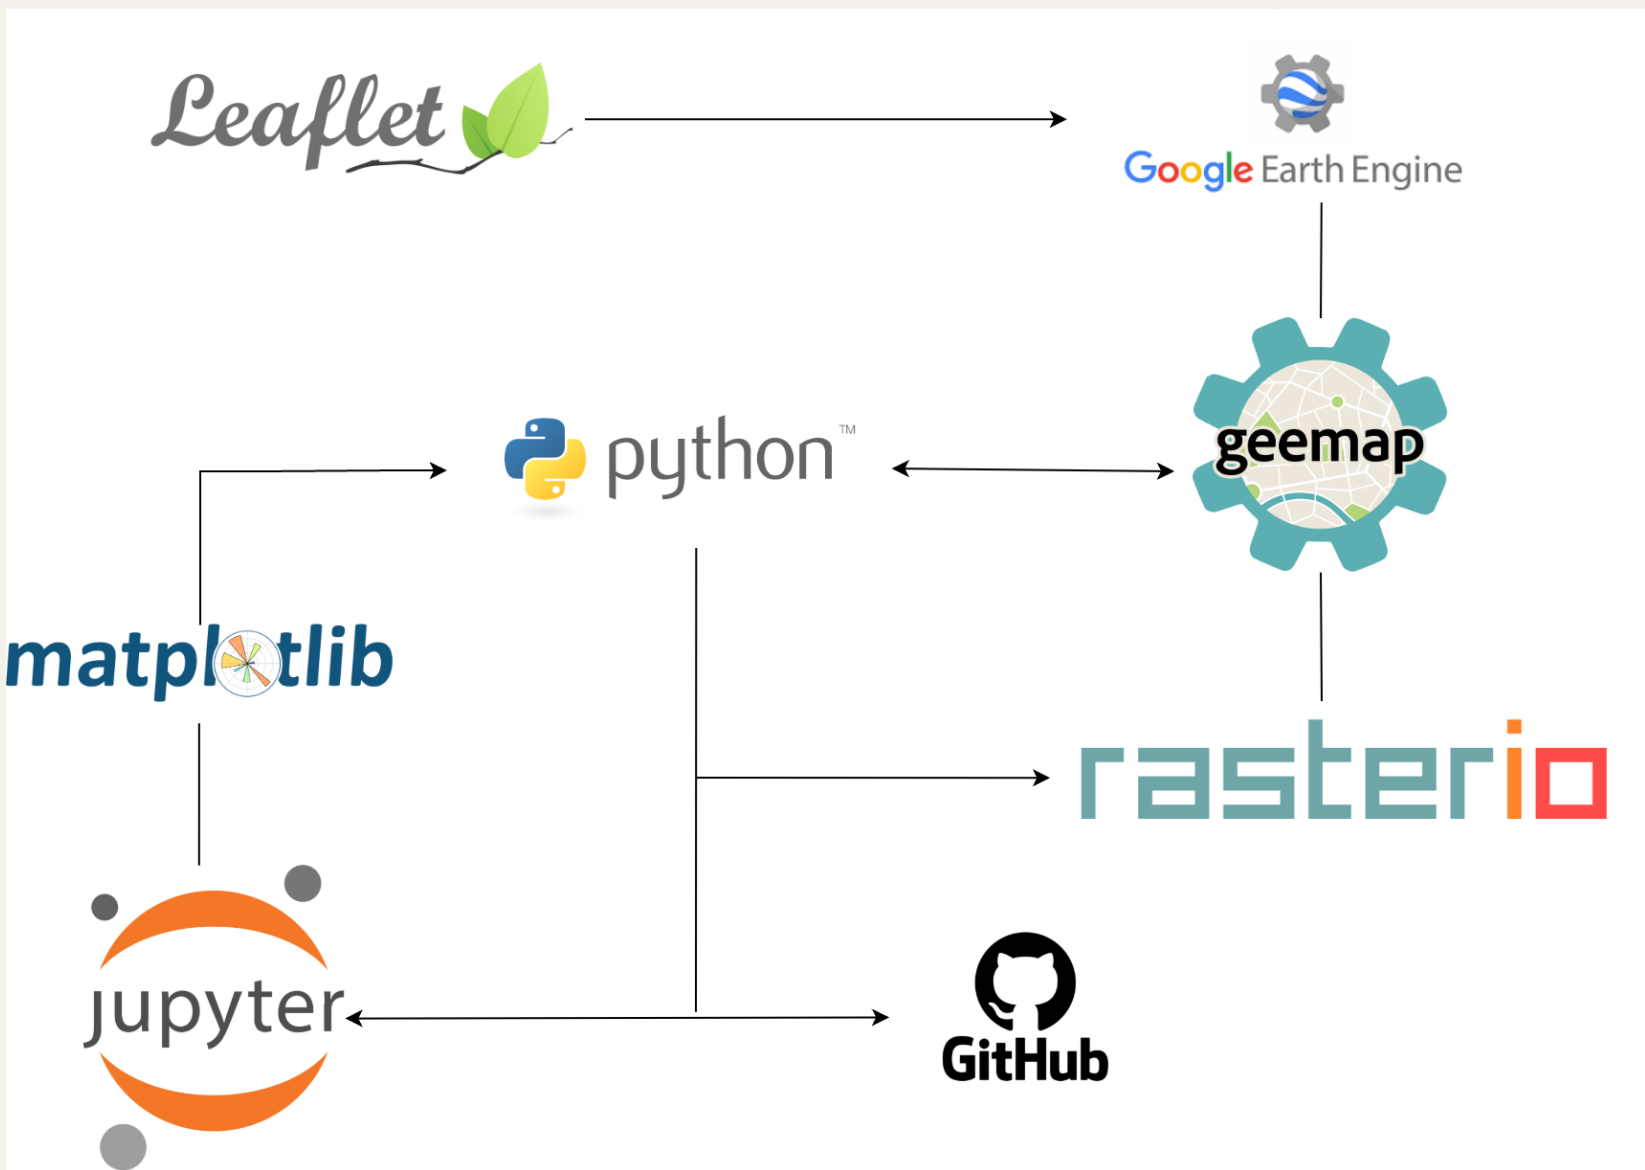 Leaflet
Google Earth Engine
python™
geemap
matplotlib
rasterio
jupyter
GitHub